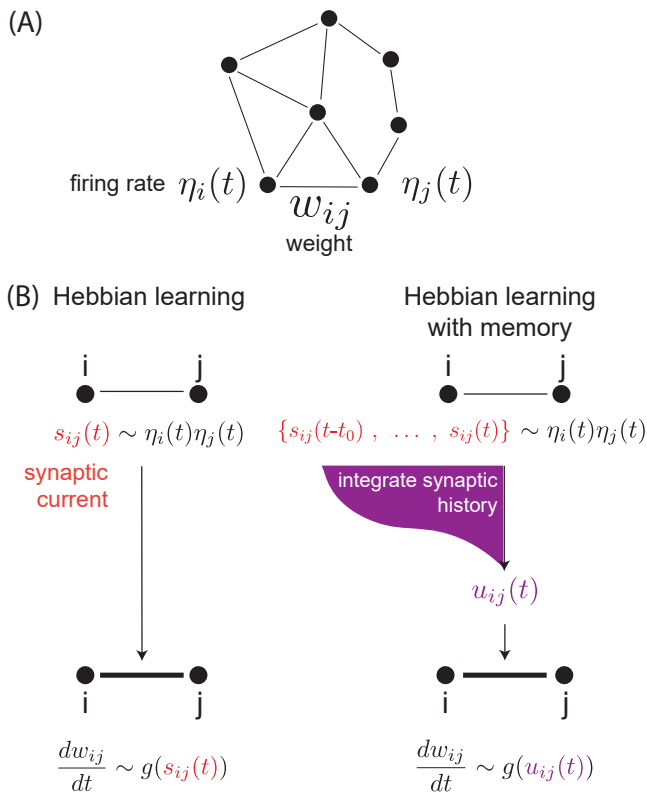 (A)
firing rate ηᵢ(t) ηⱼ(t)
wᵢⱼ
weight
(B) Hebbian learning
i j
sᵢⱼ(t) ∼ ηᵢ(t)ηⱼ(t)
synaptic
current
i j
dwᵢⱼ/dt ∼ g(sᵢⱼ(t))
Hebbian learning
with memory
i j
{sᵢⱼ(t-t₀) , ... , sᵢⱼ(t)} ∼ ηᵢ(t)ηⱼ(t)
integrate synaptic
history
uᵢⱼ(t)
i j
dwᵢⱼ/dt ∼ g(uᵢⱼ(t))